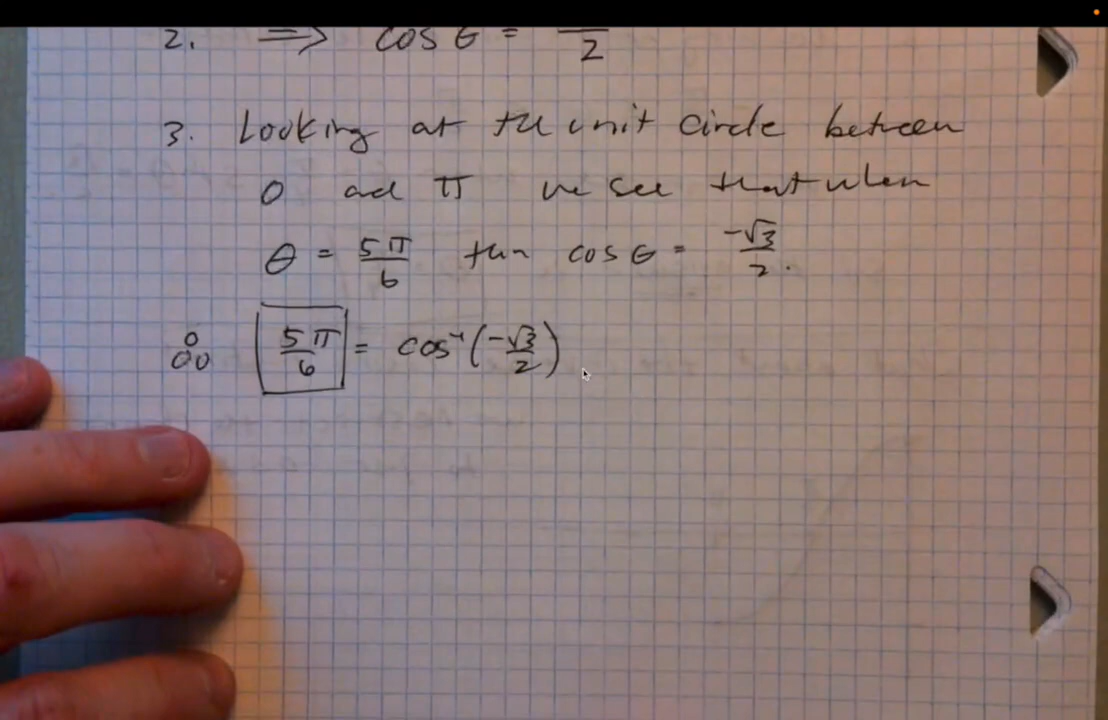 2. ⟹ cos θ = /2
3. Looking at the unit circle between
0 and π we see that when
θ = 5π/6 then cos θ = -√3/2.
∴ 5π/6 = cos⁻¹(-√3/2)